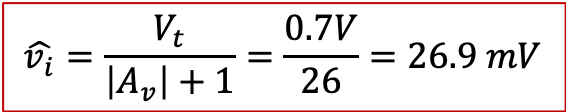 v̂ᵢ = Vₜ / (|Aᵥ| + 1) = 0.7V / 26 = 26.9 mV